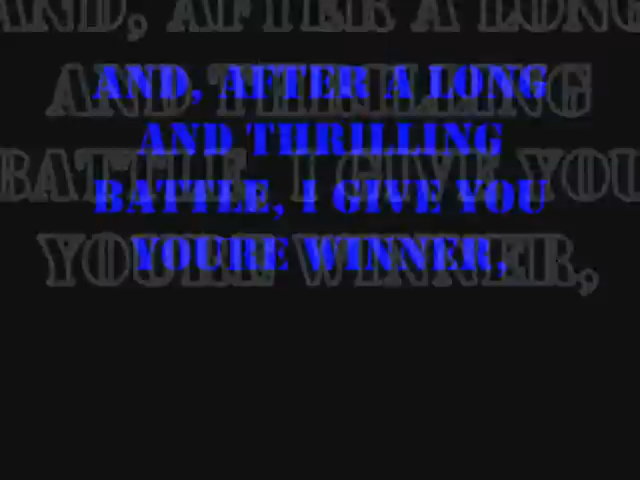 AND, AFTER A LONG
AND THRILLING
BATTLE, I GIVE YOU
YOURE WINNER,